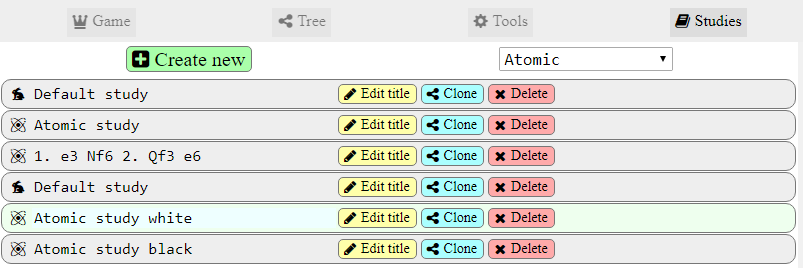 Game Tree Tools Studies
Create new Atomic
Default study Edit title Clone Delete
Atomic study Edit title Clone Delete
1. e3 Nf6 2. Qf3 e6 Edit title Clone Delete
Default study Edit title Clone Delete
Atomic study white Edit title Clone Delete
Atomic study black Edit title Clone Delete